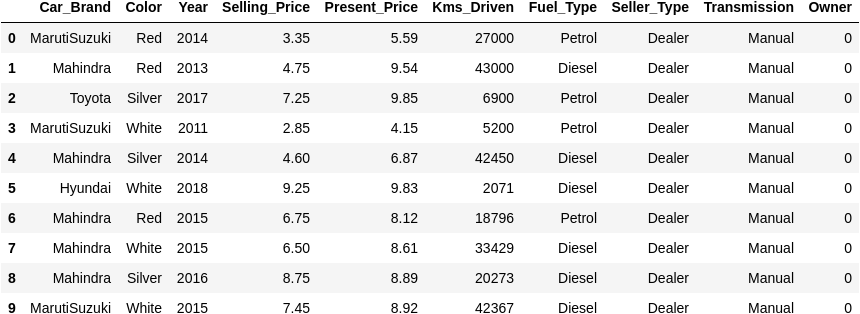 Car_Brand Color Year Selling_Price Present_Price Kms_Driven Fuel_Type Seller_Type Transmission Owner
0 MarutiSuzuki Red 2014 3.35 5.59 27000 Petrol Dealer Manual 0
1 Mahindra Red 2013 4.75 9.54 43000 Diesel Dealer Manual 0
2 Toyota Silver 2017 7.25 9.85 6900 Petrol Dealer Manual 0
3 MarutiSuzuki White 2011 2.85 4.15 5200 Petrol Dealer Manual 0
4 Mahindra Silver 2014 4.60 6.87 42450 Diesel Dealer Manual 0
5 Hyundai White 2018 9.25 9.83 2071 Diesel Dealer Manual 0
6 Mahindra Red 2015 6.75 8.12 18796 Petrol Dealer Manual 0
7 Mahindra White 2015 6.50 8.61 33429 Diesel Dealer Manual 0
8 Mahindra Silver 2016 8.75 8.89 20273 Diesel Dealer Manual 0
9 MarutiSuzuki White 2015 7.45 8.92 42367 Diesel Dealer Manual 0